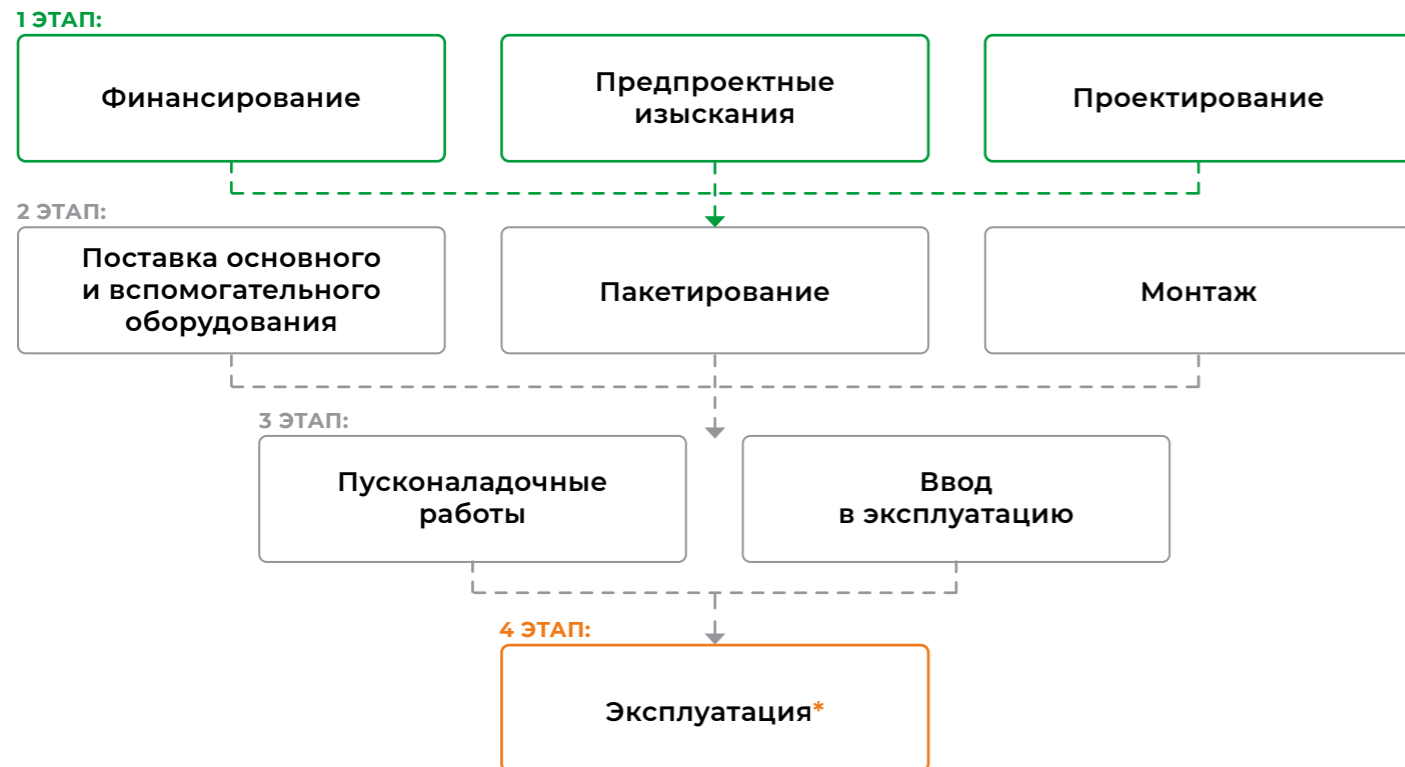 1 ЭТАП:
Финансирование
Предпроектные
изыскания
Проектирование
2 ЭТАП:
Поставка основного
и вспомогательного
оборудования
Пакетирование
Монтаж
3 ЭТАП:
Пусконаладочные
работы
Ввод
в эксплуатацию
4 ЭТАП:
Эксплуатация*